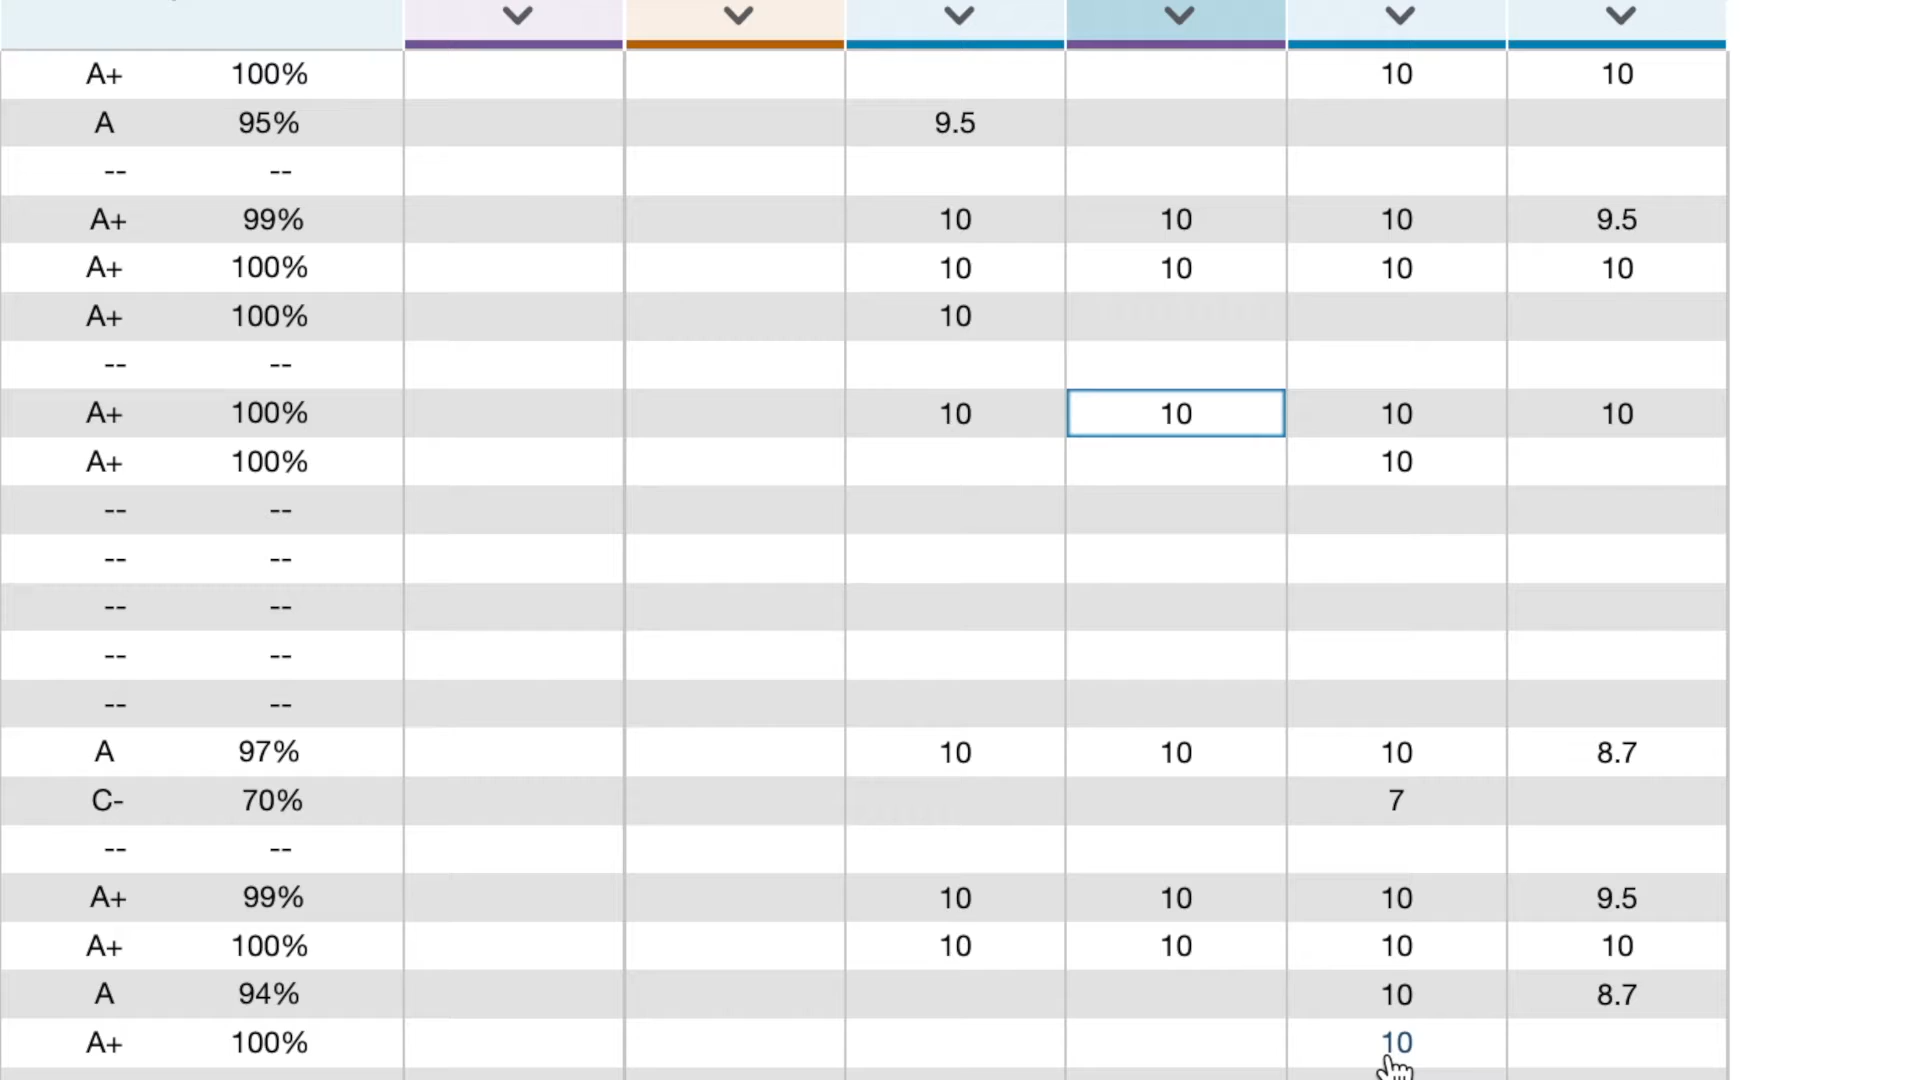 A+ 100% 10 10
A 95% 9.5
-- --
A+ 99% 10 10 10 9.5
A+ 100% 10 10 10 10
A+ 100% 10
-- --
A+ 100% 10 10 10 10
A+ 100% 10
-- --
-- --
-- --
-- --
-- --
A 97% 10 10 10 8.7
C- 70% 7
-- --
A+ 99% 10 10 10 9.5
A+ 100% 10 10 10 10
A 94% 10 8.7
A+ 100% 10